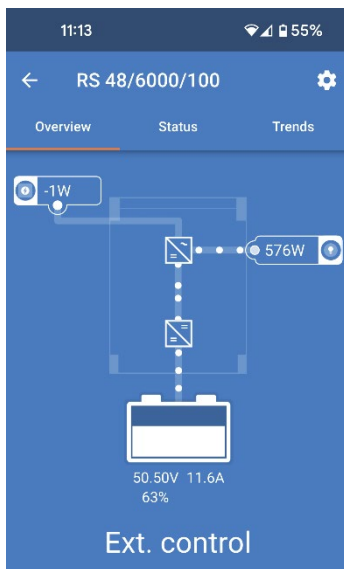 11:13 55%
RS 48/6000/100
Overview Status Trends
-1W
576W
50.50V 11.6A
63%
Ext. control